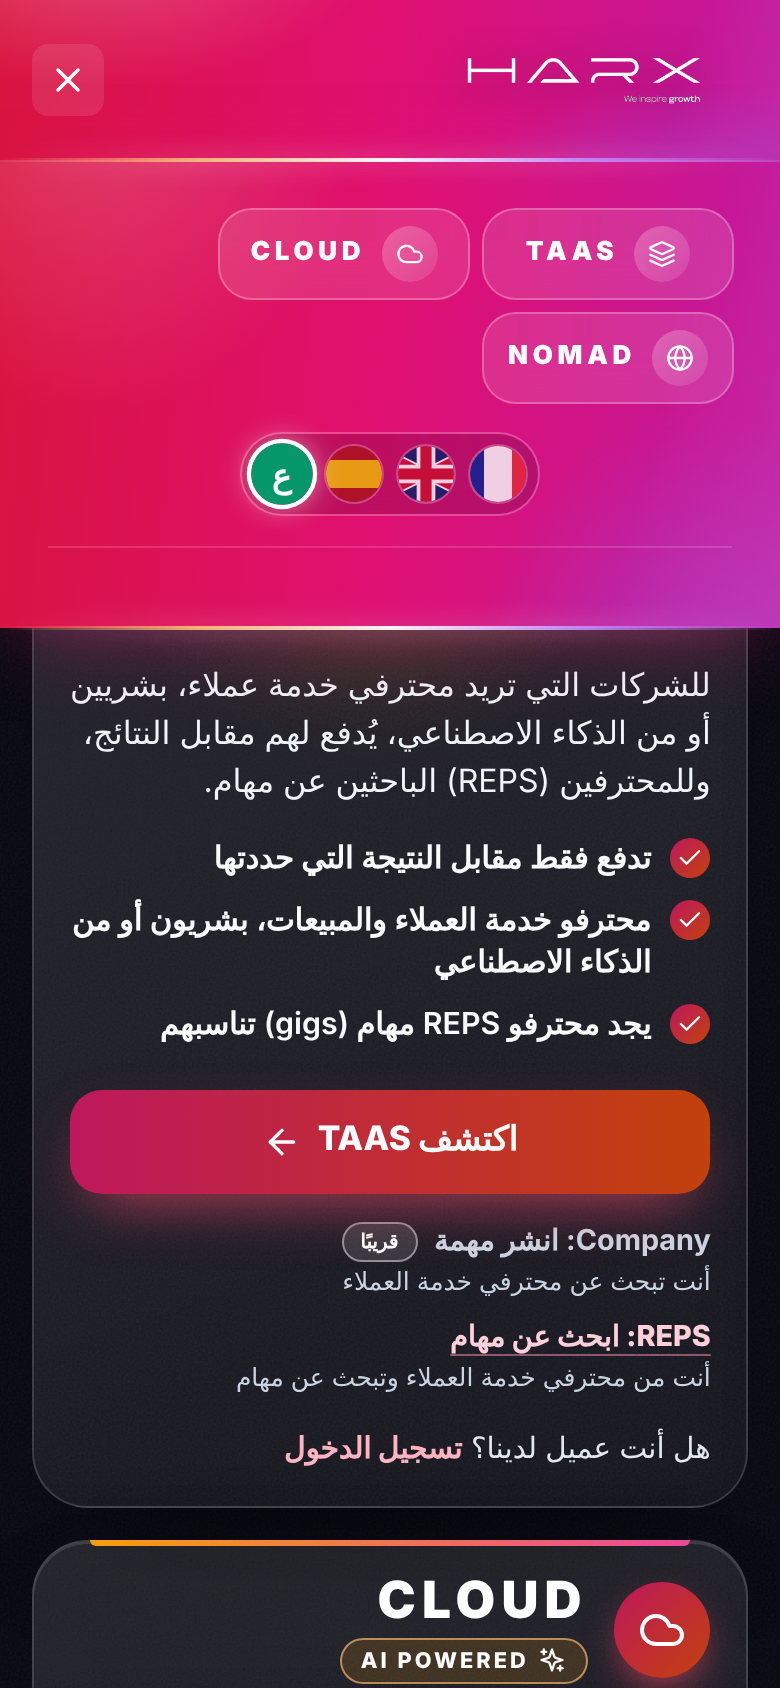 HARX
We inspire growth
TAAS
CLOUD
NOMAD
ع
للشركات التي تريد محترفي خدمة عملاء، بشريين
أو من الذكاء الاصطناعي، يُدفع لهم مقابل النتائج،
وللمحترفين (REPS) الباحثين عن مهام.
تدفع فقط مقابل النتيجة التي حددتها
محترفو خدمة العملاء والمبيعات، بشريون أو من
الذكاء الاصطناعي
يجد محترفو REPS مهام (gigs) تناسبهم
اكتشف TAAS
Company: انشر مهمة قريبًا
أنت تبحث عن محترفي خدمة العملاء
REPS: ابحث عن مهام
أنت من محترفي خدمة العملاء وتبحث عن مهام
هل أنت عميل لدينا؟ تسجيل الدخول
CLOUD
AI POWERED